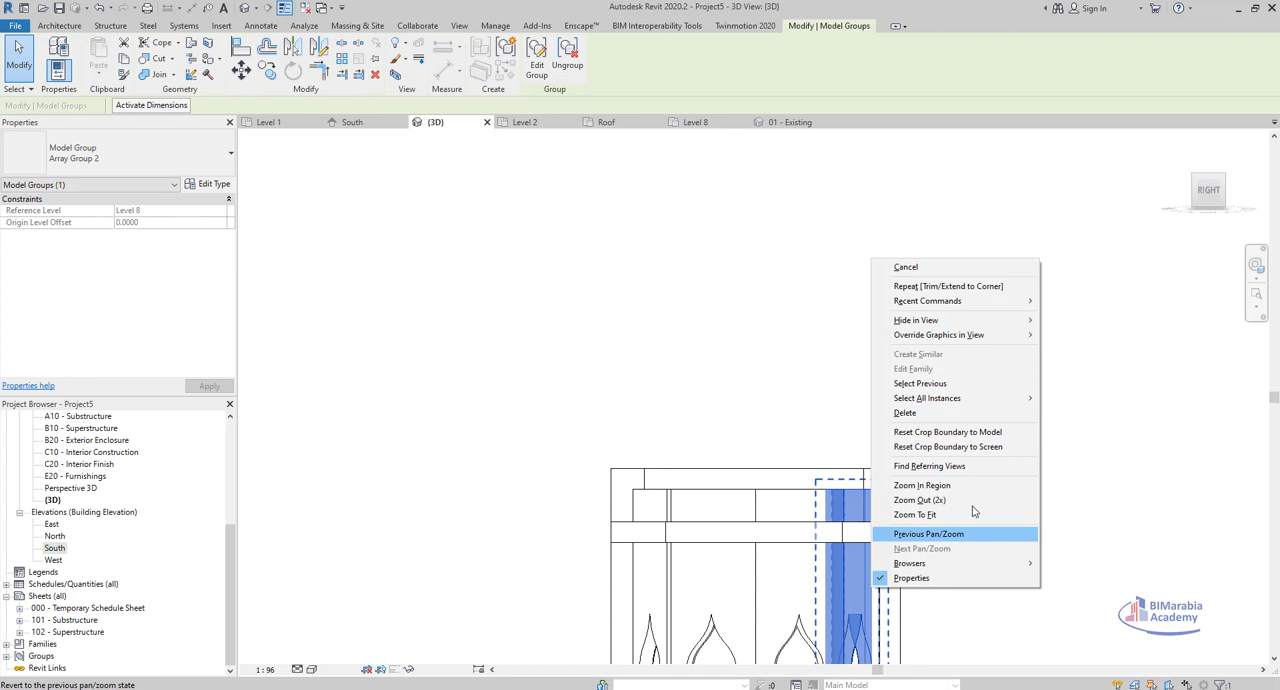 Autodesk Revit 2020.2 - Project5 - 3D View: {3D}
Sign In
File Architecture Structure Steel Systems Insert Annotate Analyze Massing & Site Collaborate View Manage Add-Ins Enscape™ BIM Interoperability Tools Twinmotion 2020 Modify | Model Groups
Modify
Paste
Cope
Cut
Join
Edit Group
Ungroup
Select Properties Clipboard Geometry Modify View Measure Create Group
Modify | Model Groups Activate Dimensions
Properties
Level 1 South {3D} Level 2 Roof Level 8 01 - Existing
Model Group
Array Group 2
Model Groups (1) Edit Type
Constraints
Reference Level Level 8
Origin Level Offset 0.0000
Properties help Apply
Project Browser - Project5
A10 - Substructure
B10 - Superstructure
B20 - Exterior Enclosure
C10 - Interior Construction
C20 - Interior Finish
E20 - Furnishings
Perspective 3D
{3D}
Elevations (Building Elevation)
East
North
South
West
Legends
Schedules/Quantities (all)
Sheets (all)
000 - Temporary Schedule Sheet
101 - Substructure
102 - Superstructure
Families
Groups
Revit Links
RIGHT
Cancel
Repeat [Trim/Extend to Corner]
Recent Commands
Hide in View
Override Graphics in View
Create Similar
Edit Family
Select Previous
Select All Instances
Delete
Reset Crop Boundary to Model
Reset Crop Boundary to Screen
Find Referring Views
Zoom In Region
Zoom Out (2x)
Zoom To Fit
Previous Pan/Zoom
Next Pan/Zoom
Browsers
Properties
BIMarabia
Academy
1 : 96
Revert to the previous pan/zoom state :0 Main Model :1